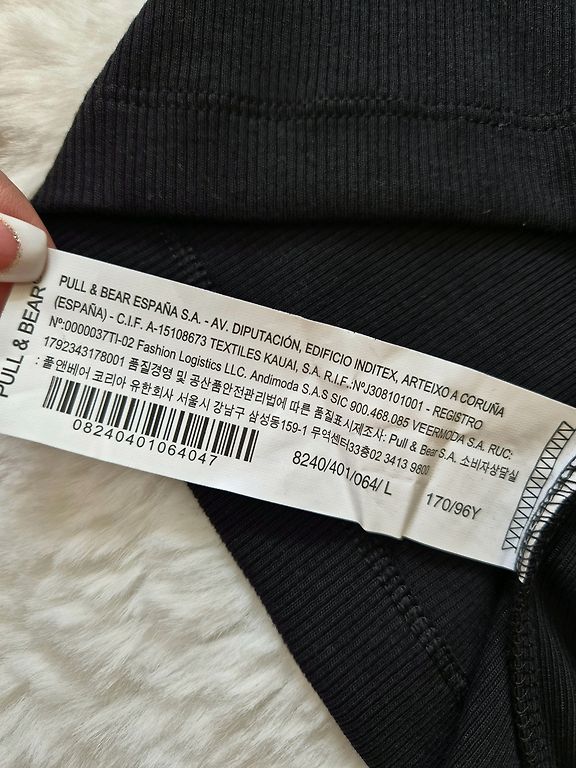 PULL & BEAR
PULL & BEAR ESPAÑA S.A. - AV. DIPUTACIÓN, EDIFICIO INDITEX, ARTEIXO A CORUÑA
(ESPAÑA) - C.I.F. A-15108673 TEXTILES KAUAI, S.A. R.I.F.:NºJ308101001 - REGISTRO
Nº:0000037TI-02 Fashion Logistics LLC. Andimoda S.A.S SIC 900.468.085 VEERMODA S.A. RUC:
1792343178001 품질경영 및 공산품안전관리법에 따른 품질표시제조자: Pull & Bear S.A. 소비자상담실
: 풀앤베어 코리아 유한회사 서울시 강남구 삼성동159-1 무역센터33층02 3413 9800
08240401064047
8240/401/064/ L
170/96Y